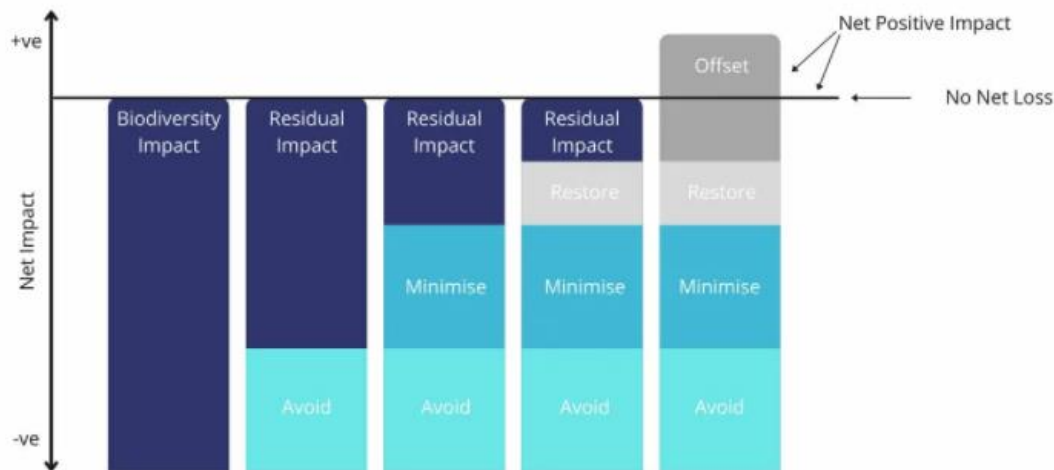 +ve
Net Positive Impact
Offset
No Net Loss
Biodiversity
Impact
Residual
Impact
Residual
Impact
Residual
Impact
Restore
Restore
Net Impact
Minimise
Minimise
Minimise
Avoid
Avoid
Avoid
Avoid
-ve